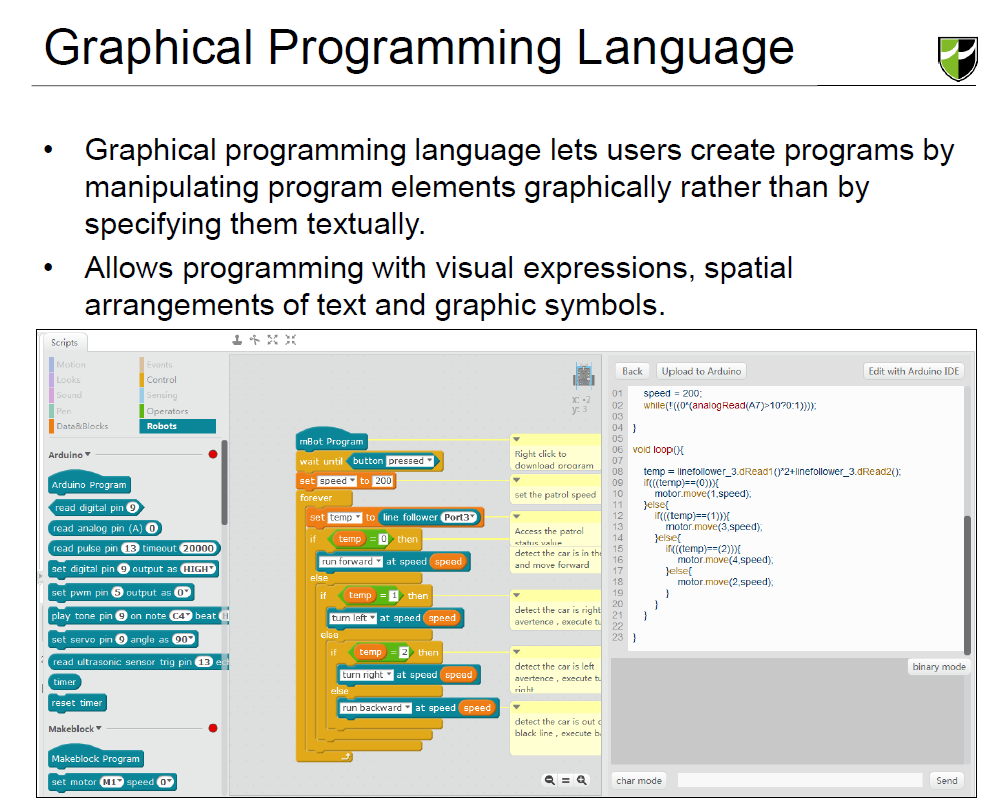 Graphical Programming Language
• Graphical programming language lets users create programs by
manipulating program elements graphically rather than by
specifying them textually.
• Allows programming with visual expressions, spatial
arrangements of text and graphic symbols.
Scripts
Motion
Looks
Sound
Pen
Data&Blocks
Events
Control
Sensing
Operators
Robots
Arduino
Arduino Program
read digital pin 9
read analog pin (A) 0
read pulse pin 13 timeout 20000
set digital pin 9 output as HIGH
set pwm pin 5 output as 0
play tone pin 9 on note C4 beat
set servo pin 9 angle as 90
read ultrasonic sensor trig pin 13
timer
reset timer
Makeblock
Makeblock Program
set motor M1 speed 0
x: -2
y: 3
mBot Program
wait until button pressed
set speed to 200
forever
set temp to line follower Port3
if temp = 0 then
run forward at speed speed
else
if temp = 1 then
turn left at speed speed
else
if temp = 2 then
turn right at speed speed
else
run backward at speed speed
Right click to
download program
set the patrol speed
Access the patrol
status value
detect the car is in the
and move forward
detect the car is right
avertence , execute
detect the car is left
avertence , execute
right
detect the car is out
black line , execute
Back
Upload to Arduino
Edit with Arduino IDE
01 speed = 200;
02 while(!((0^(analogRead(A7)>10?0:1))));
03
04 }
05
06 void loop(){
07
08 temp = linefollower_3.dRead1()*2+linefollower_3.dRead2();
09 if(((temp)==(0))){
10 motor.move(1,speed);
11 }else{
12 if(((temp)==(1))){
13 motor.move(3,speed);
14 }else{
15 if(((temp)==(2))){
16 motor.move(4,speed);
17 }else{
18 motor.move(2,speed);
19 }
20 }
21 }
22
23 }
binary mode
char mode
Send